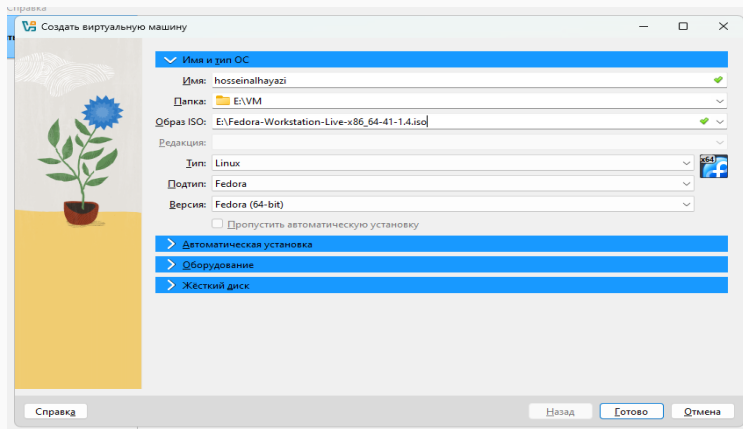 Справка
Создать виртуальную машину
Имя и тип ОС
Имя: hosseinalhayazi
Папка: E:\VM
Образ ISO: E:\Fedora-Workstation-Live-x86_64-41-1.4.iso
Редакция:
Тип: Linux
x64
Подтип: Fedora
Версия: Fedora (64-bit)
Пропустить автоматическую установку
Автоматическая установка
Оборудование
Жёсткий диск
Справка Назад Готово Отмена